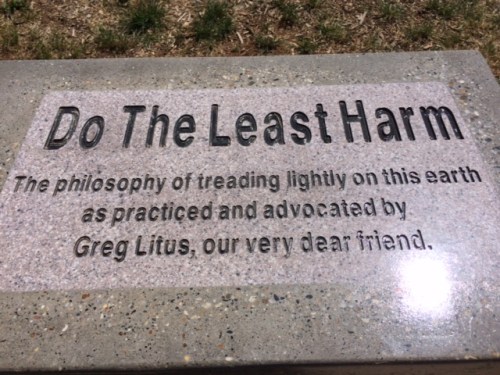 Do The Least Harm
The philosophy of treading lightly on this earth
as practiced and advocated by
Greg Litus, our very dear friend.